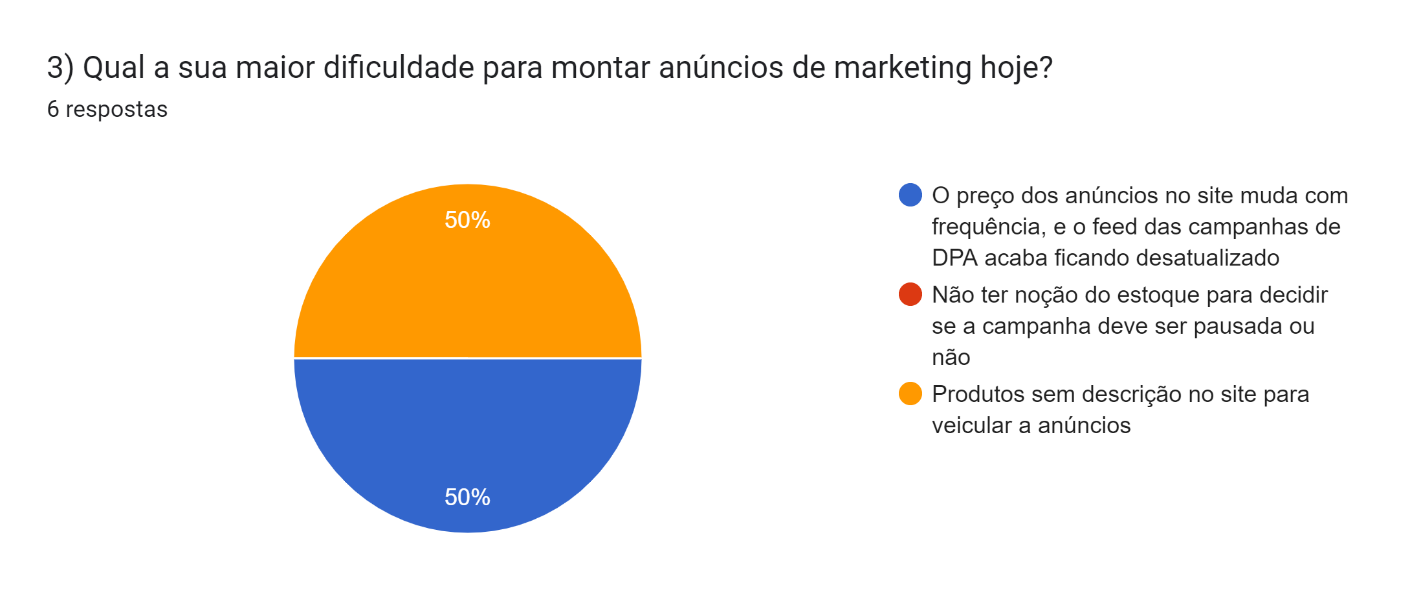 3) Qual a sua maior dificuldade para montar anúncios de marketing hoje?
6 respostas
50%
50%
O preço dos anúncios no site muda com
frequência, e o feed das campanhas de
DPA acaba ficando desatualizado
Não ter noção do estoque para decidir
se a campanha deve ser pausada ou
não
Produtos sem descrição no site para
veicular a anúncios